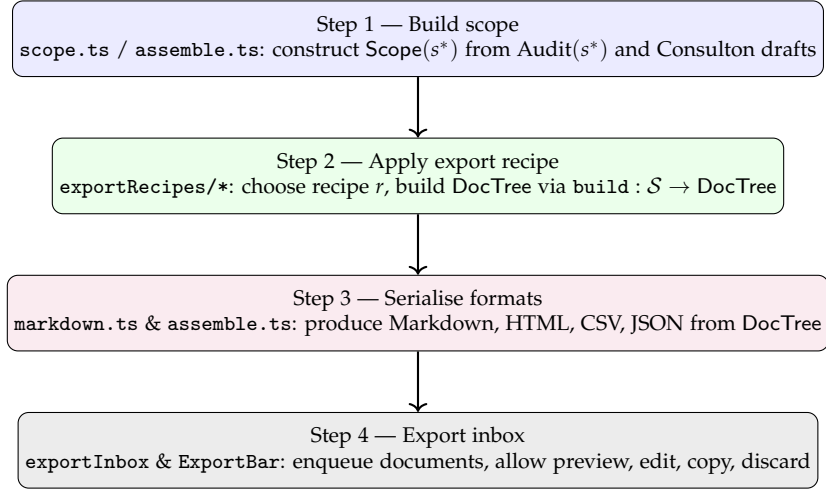 Step 1 — Build scope
scope.ts / assemble.ts: construct Scope(s*) from Audit(s*) and Consulton drafts
Step 2 — Apply export recipe
exportRecipes/*: choose recipe r, build DocTree via build : 𝒮 → DocTree
Step 3 — Serialise formats
markdown.ts & assemble.ts: produce Markdown, HTML, CSV, JSON from DocTree
Step 4 — Export inbox
exportInbox & ExportBar: enqueue documents, allow preview, edit, copy, discard